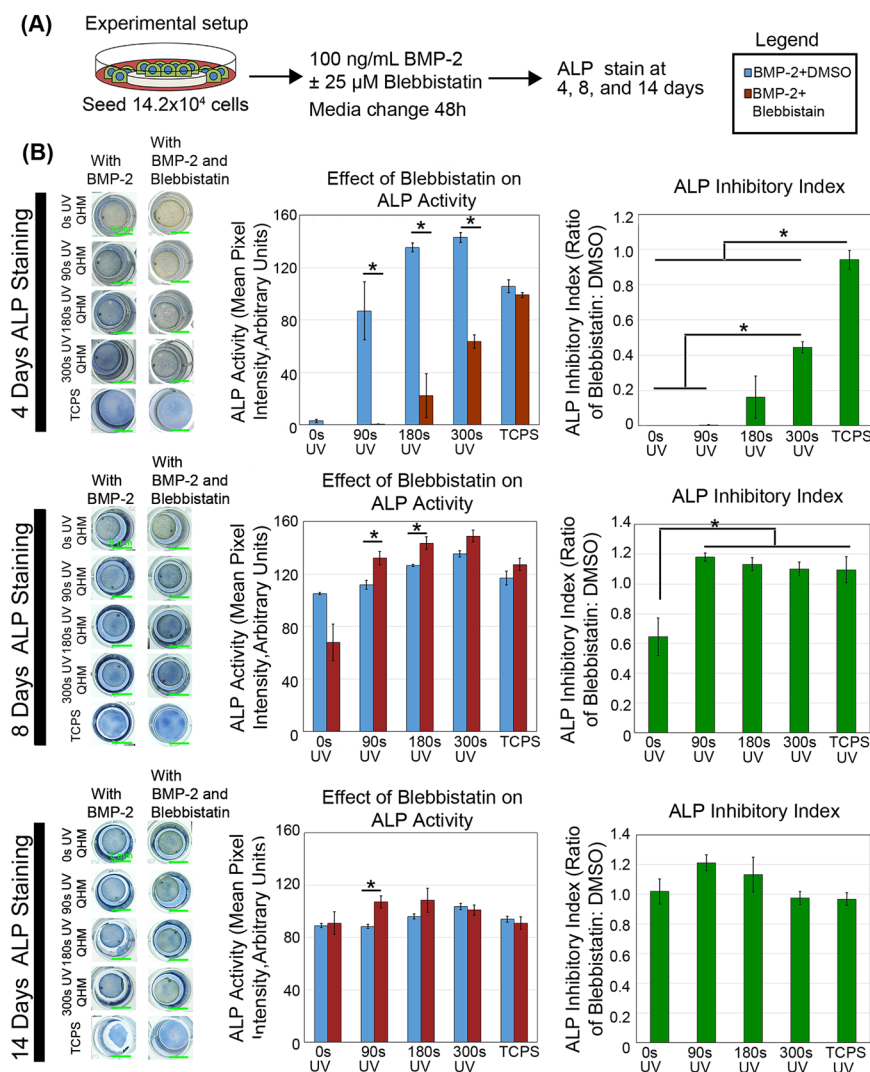 (A)
Experimental setup
Seed 14.2x10⁴ cells
100 ng/mL BMP-2
± 25 µM Blebbistatin
Media change 48h
ALP stain at
4, 8, and 14 days
Legend
BMP-2+DMSO
BMP-2+
Blebbistain
(B)
4 Days ALP Staining
With
BMP-2
With
BMP-2 and
Blebbistatin
0s UV
QHM
90s UV
QHM
180s UV
QHM
300s UV
QHM
TCPS
Effect of Blebbistatin on
ALP Activity
ALP Activity (Mean Pixel
Intensity,Arbitrary Units)
160
120
80
40
0
*
*
*
0s
UV
90s
UV
180s
UV
300s
UV
TCPS
ALP Inhibitory Index
ALP Inhibitory Index (Ratio
of Blebbistatin: DMSO)
1.2
1.0
0.8
0.6
0.4
0.2
0
*
*
0s
UV
90s
UV
180s
UV
300s
UV
TCPS
8 Days ALP Staining
With
BMP-2
With
BMP-2 and
Blebbistatin
0s UV
QHM
90s UV
QHM
180s UV
QHM
300s UV
QHM
TCPS
Effect of Blebbistatin on
ALP Activity
ALP Activity (Mean Pixel
Intensity,Arbitrary Units)
160
120
80
40
0
*
*
0s
UV
90s
UV
180s
UV
300s
UV
TCPS
ALP Inhibitory Index
ALP Inhibitory Index (Ratio
of Blebbistatin: DMSO)
1.4
1.2
1.0
0.8
0.6
0.4
0.2
0
*
0s
UV
90s
UV
180s
UV
300s
UV
TCPS
UV
14 Days ALP Staining
With
BMP-2
With
BMP-2 and
Blebbistatin
0s UV
QHM
90s UV
QHM
180s UV
QHM
300s UV
QHM
TCPS
Effect of Blebbistatin on
ALP Activity
ALP Activity (Mean Pixel
Intensity,Arbitrary Units)
160
120
80
40
0
*
0s
UV
90s
UV
180s
UV
300s
UV
TCPS
ALP Inhibitory Index
ALP Inhibitory Index (Ratio
of Blebbistatin: DMSO)
1.4
1.2
1.0
0.8
0.6
0.4
0.2
0
0s
UV
90s
UV
180s
UV
300s
UV
TCPS
UV